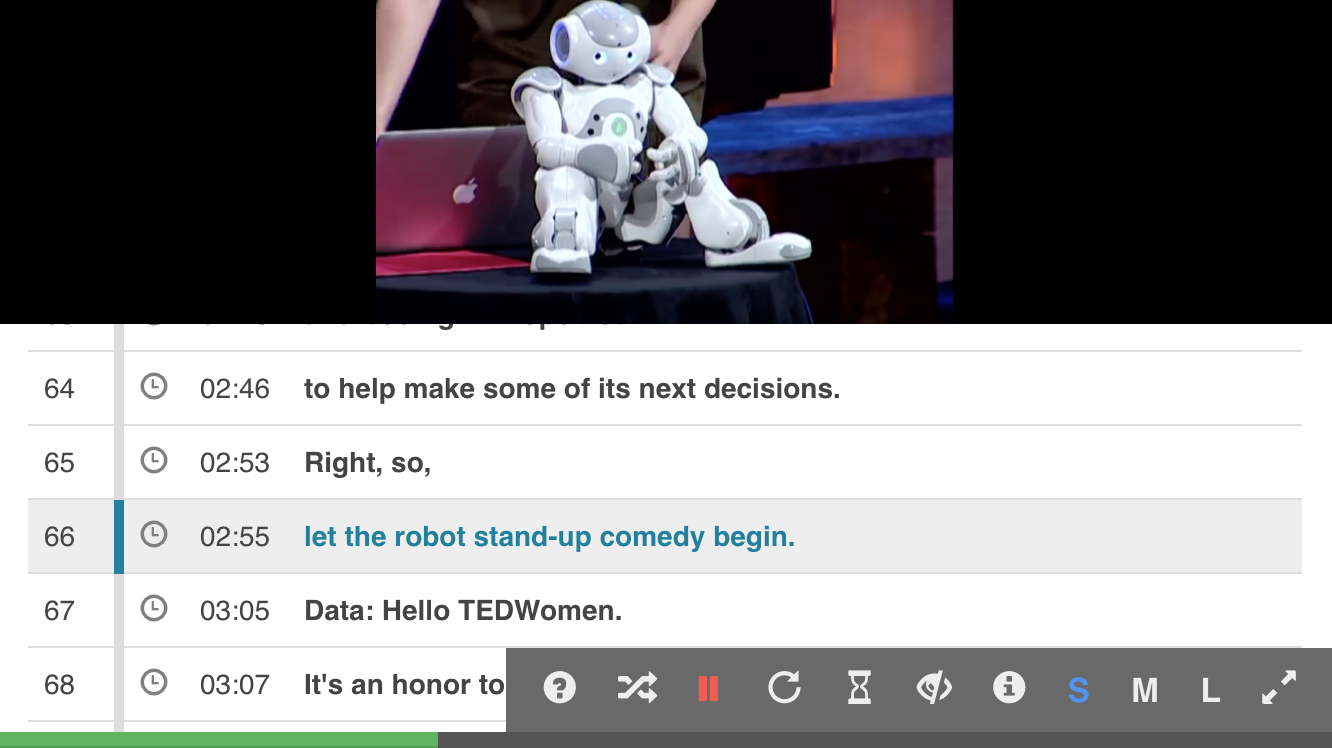 64 02:46 to help make some of its next decisions.
65 02:53 Right, so,
66 02:55 let the robot stand-up comedy begin.
67 03:05 Data: Hello TEDWomen.
68 03:07 It's an honor to
S M L